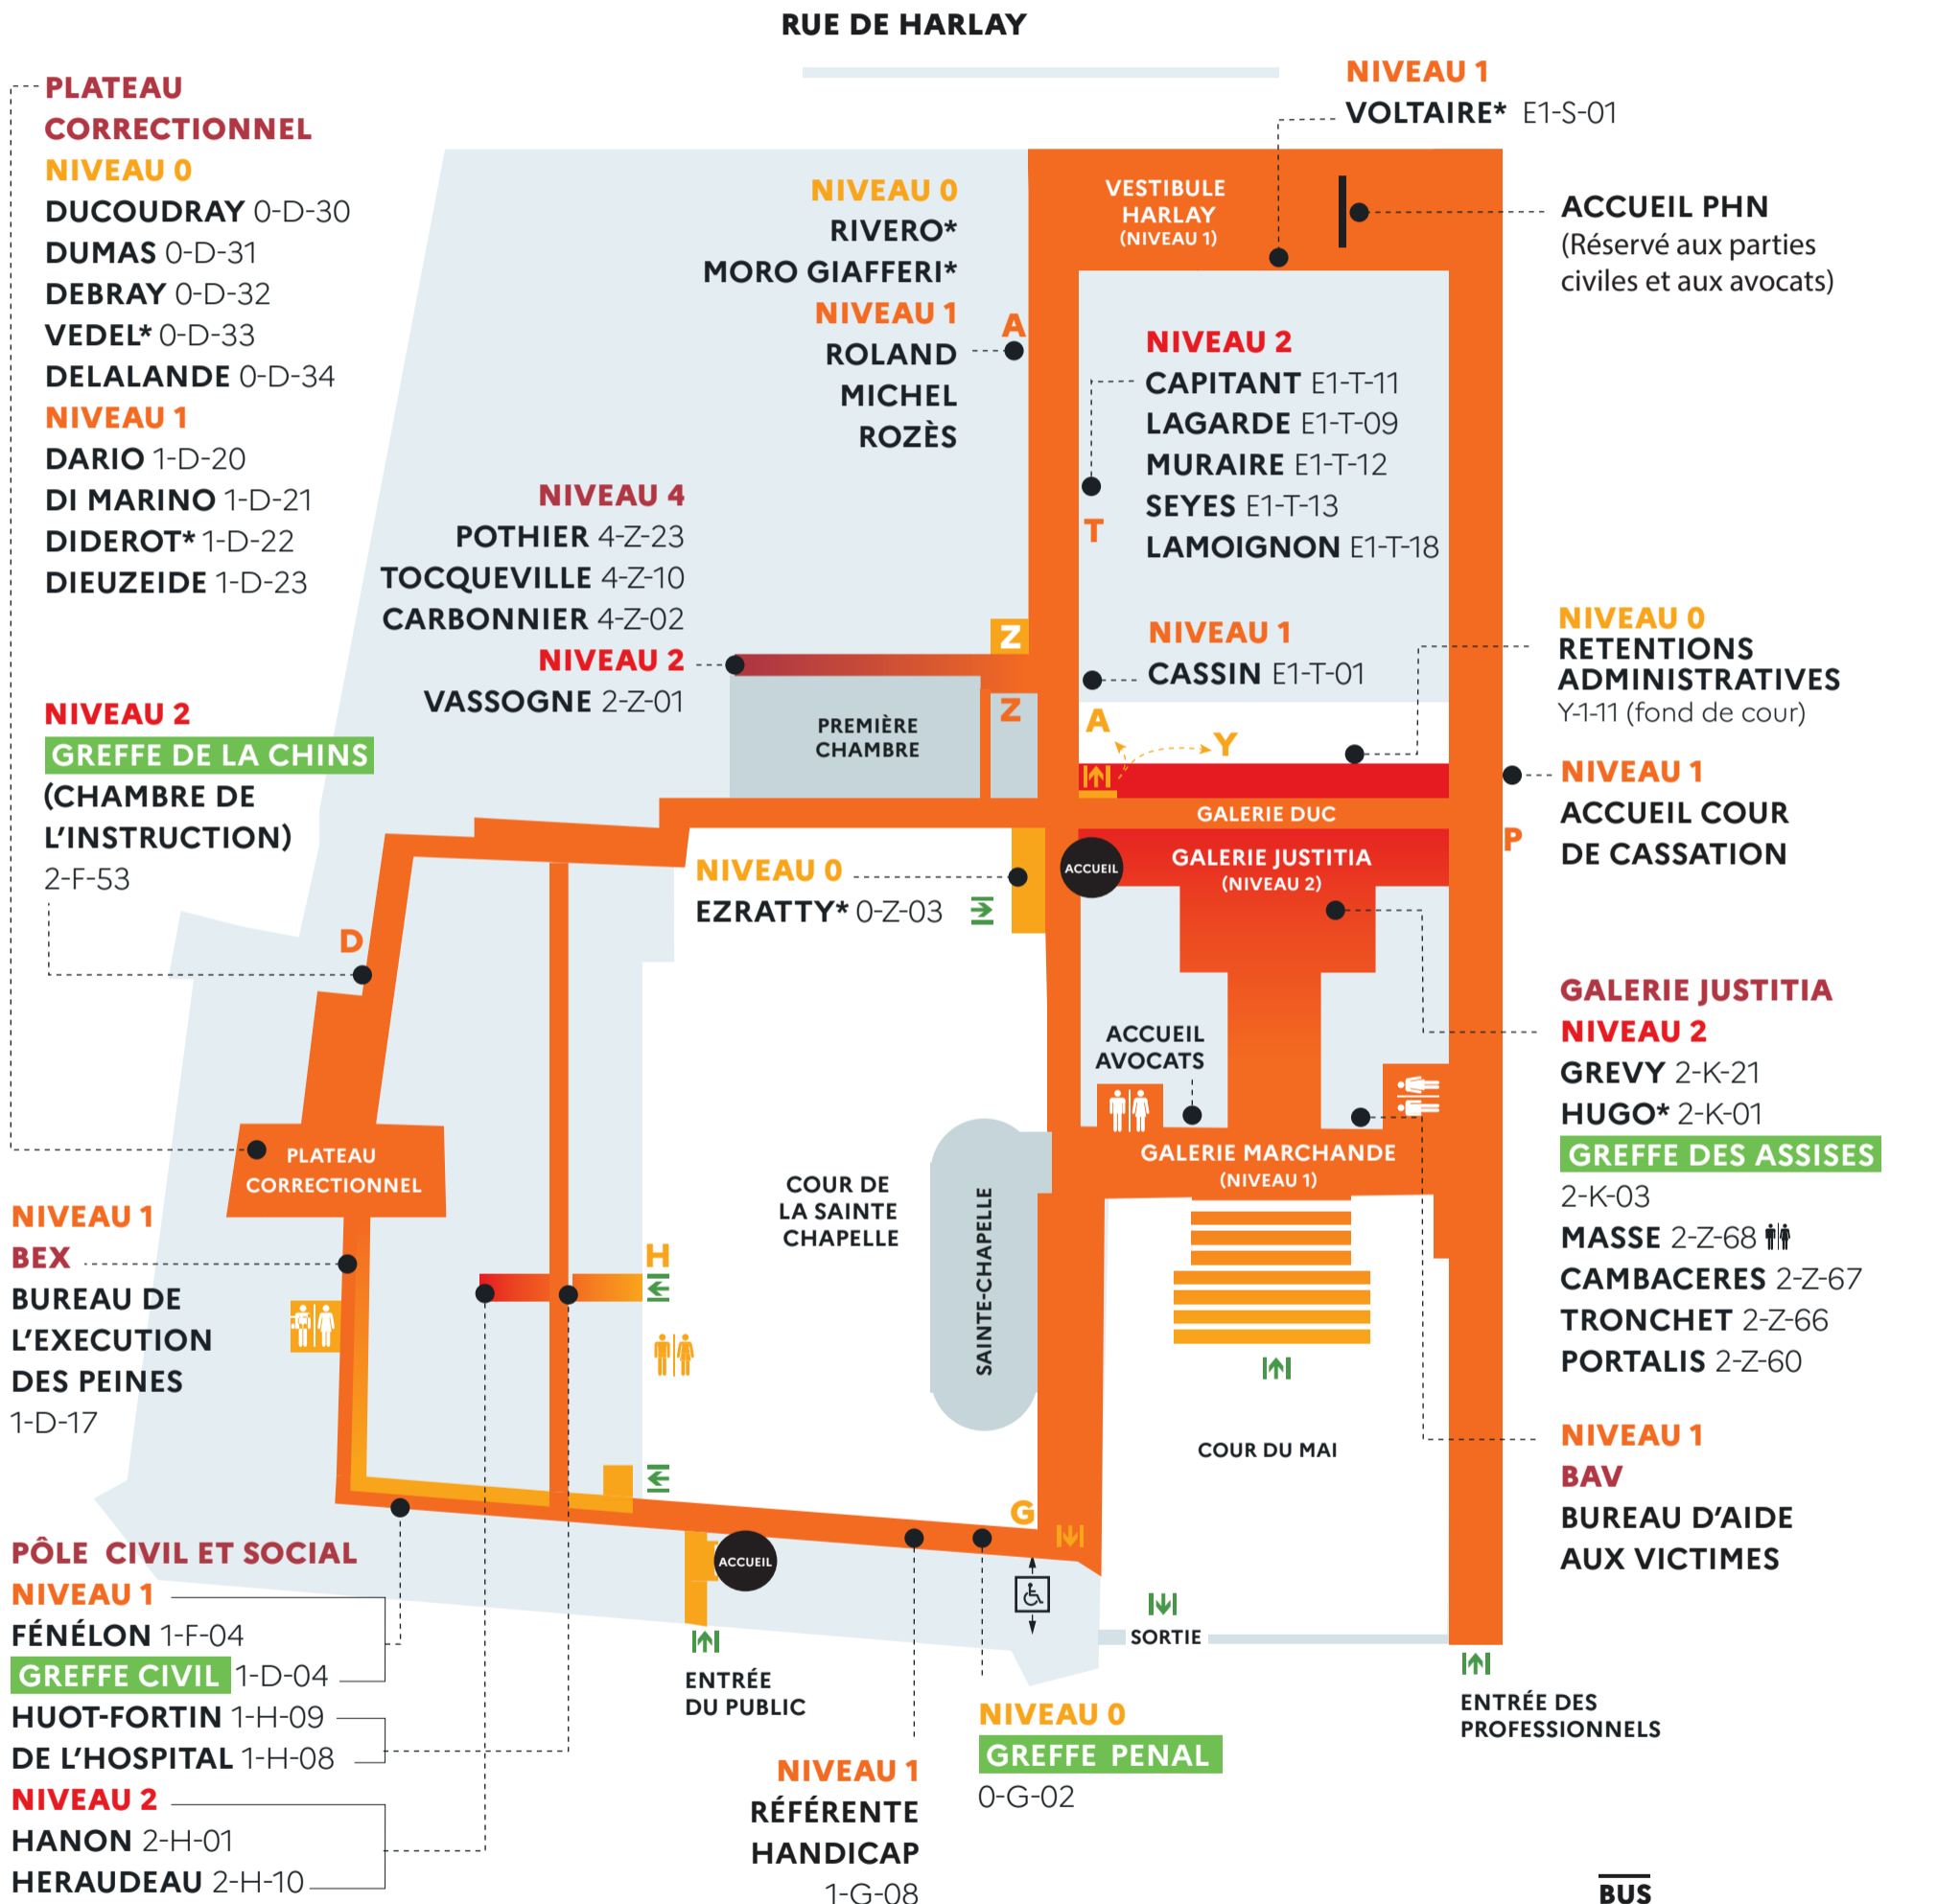 RUE DE HARLAY
PLATEAU
CORRECTIONNEL
NIVEAU 0
DUCOUDRAY 0-D-30
DUMAS 0-D-31
DEBRAY 0-D-32
VEDEL* 0-D-33
DELALANDE 0-D-34
NIVEAU 1
DARIO 1-D-20
DI MARINO 1-D-21
DIDEROT* 1-D-22
DIEUZEIDE 1-D-23
NIVEAU 0
RIVERO*
MORO GIAFFERI*
NIVEAU 1
ROLAND
MICHEL
ROZÈS
A
NIVEAU 1
VOLTAIRE* E1-S-01
VESTIBULE
HARLAY
(NIVEAU 1)
ACCUEIL PHN
(Réservé aux parties
civiles et aux avocats)
NIVEAU 2
CAPITANT E1-T-11
LAGARDE E1-T-09
MURAIRE E1-T-12
SEYES E1-T-13
LAMOIGNON E1-T-18
T
NIVEAU 4
POTHIER 4-Z-23
TOCQUEVILLE 4-Z-10
CARBONNIER 4-Z-02
NIVEAU 2
VASSOGNE 2-Z-01
Z
Z
NIVEAU 1
CASSIN E1-T-01
A
Y
PREMIÈRE
CHAMBRE
NIVEAU 0
RETENTIONS
ADMINISTRATIVES
Y-1-11 (fond de cour)
NIVEAU 1
ACCUEIL COUR
DE CASSATION
P
NIVEAU 2
GREFFE DE LA CHINS
(CHAMBRE DE
L'INSTRUCTION)
2-F-53
D
GALERIE DUC
GALERIE JUSTITIA
(NIVEAU 2)
ACCUEIL
NIVEAU 0
EZRATTY* 0-Z-03
ACCUEIL
AVOCATS
GALERIE MARCHANDE
(NIVEAU 1)
GALERIE JUSTITIA
NIVEAU 2
GREVY 2-K-21
HUGO* 2-K-01
GREFFE DES ASSISES
2-K-03
MASSE 2-Z-68
CAMBACERES 2-Z-67
TRONCHET 2-Z-66
PORTALIS 2-Z-60
PLATEAU
CORRECTIONNEL
COUR DE
LA SAINTE
CHAPELLE
SAINTE-CHAPELLE
NIVEAU 1
BEX
BUREAU DE
L'EXECUTION
DES PEINES
1-D-17
H
COUR DU MAI
NIVEAU 1
BAV
BUREAU D'AIDE
AUX VICTIMES
G
ACCUEIL
PÔLE CIVIL ET SOCIAL
NIVEAU 1
FÉNÉLON 1-F-04
GREFFE CIVIL 1-D-04
HUOT-FORTIN 1-H-09
DE L'HOSPITAL 1-H-08
NIVEAU 2
HANON 2-H-01
HERAUDEAU 2-H-10
ENTRÉE
DU PUBLIC
SORTIE
ENTRÉE DES
PROFESSIONNELS
NIVEAU 1
RÉFÉRENTE
HANDICAP
1-G-08
NIVEAU 0
GREFFE PENAL
0-G-02
BUS